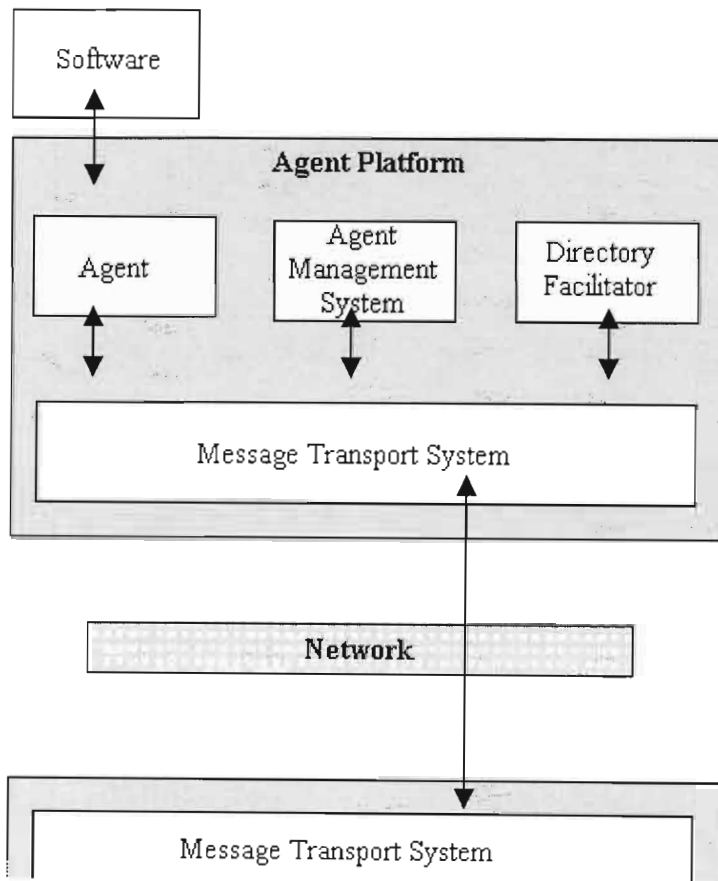 Software
Agent Platform
Agent
Agent
Management
System
Directory
Facilitator
Message Transport System
Network
Message Transport System